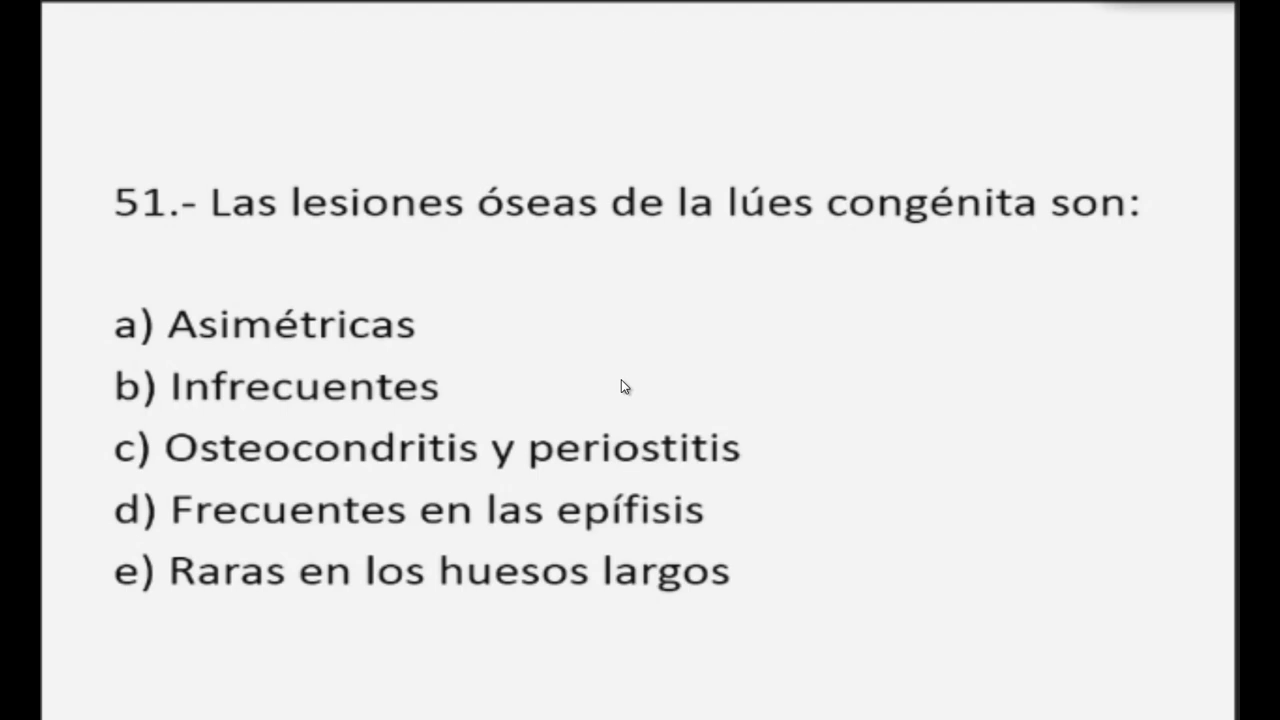 51.- Las lesiones óseas de la lúes congénita son:
a) Asimétricas
b) Infrecuentes
c) Osteocondritis y periostitis
d) Frecuentes en las epífisis
e) Raras en los huesos largos